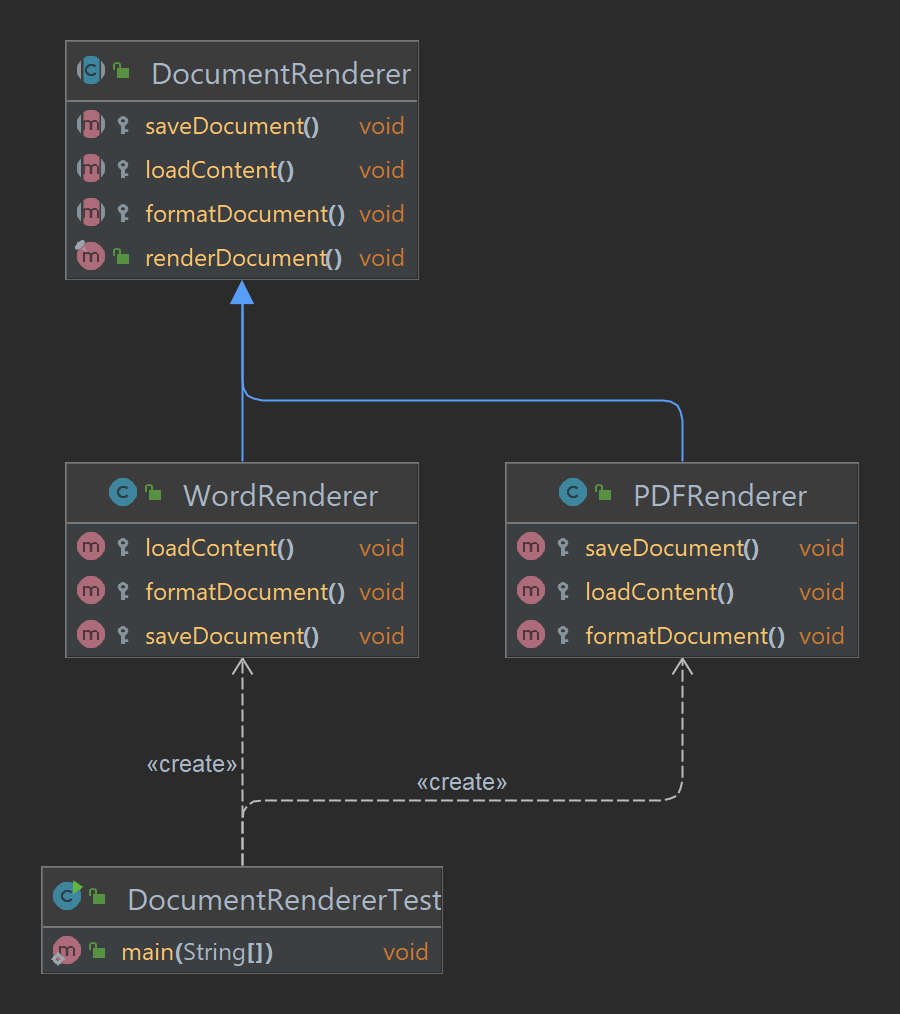 DocumentRenderer
saveDocument() void
loadContent() void
formatDocument() void
renderDocument() void
WordRenderer
loadContent() void
formatDocument() void
saveDocument() void
PDFRenderer
saveDocument() void
loadContent() void
formatDocument() void
«create»
«create»
DocumentRendererTest
main(String[]) void